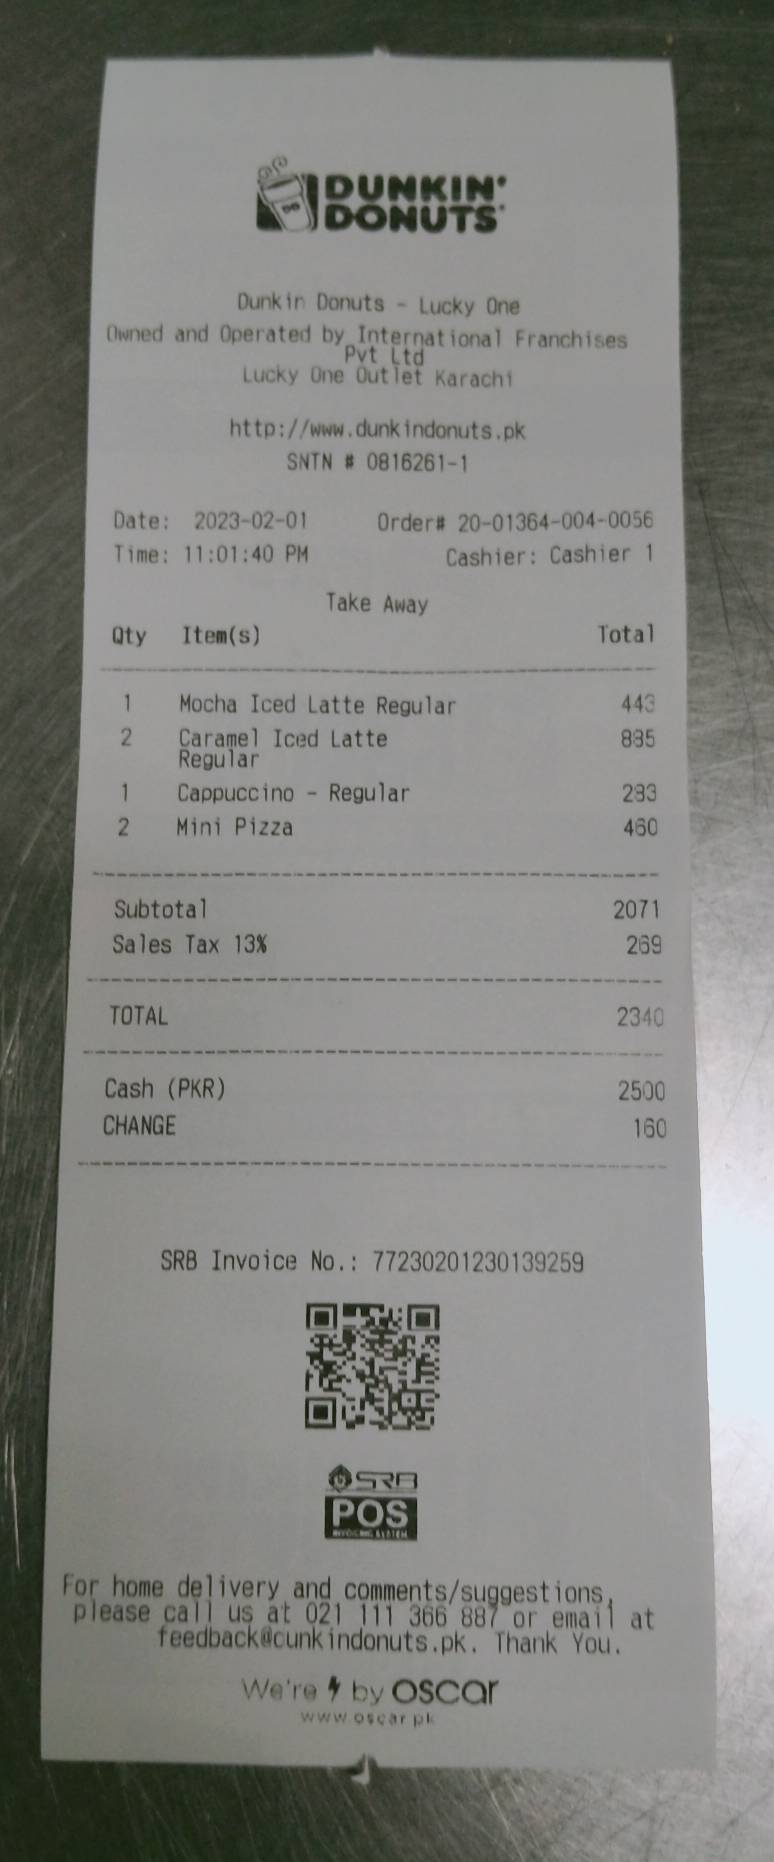 DUNKIN'
DONUTS
Dunkin Donuts - Lucky One
Owned and Operated by International Franchises
Pvt Ltd
Lucky One Outlet Karachi
http://www.dunkindonuts.pk
SNTN # 0816261-1
Date: 2023-02-01 Order# 20-01364-004-0056
Time: 11:01:40 PM Cashier: Cashier 1
Take Away
Qty Item(s) Total
1 Mocha Iced Latte Regular 443
2 Caramel Iced Latte 885
Regular
1 Cappuccino - Regular 283
2 Mini Pizza 460
Subtotal 2071
Sales Tax 13% 269
TOTAL 2340
Cash (PKR) 2500
CHANGE 160
SRB Invoice No.: 77230201230139259
SRB
POS
INVOICING SYSTEM
For home delivery and comments/suggestions,
please call us at 021 111 366 887 or email at
feedback@cunkindonuts.pk. Thank You.
We're by oscar
www.oscar.pk